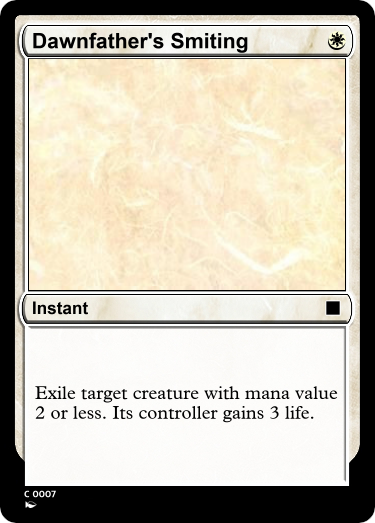 Dawnfather's Smiting
Instant
Exile target creature with mana value
2 or less. Its controller gains 3 life.
C 0007